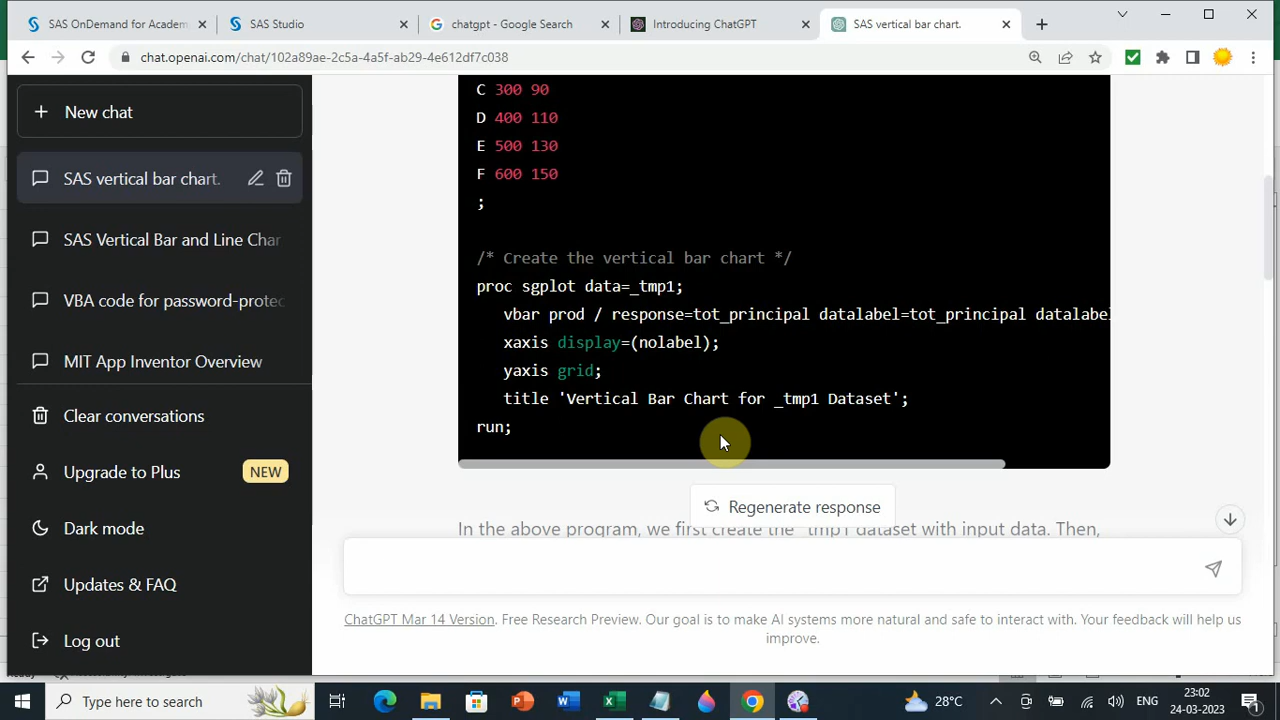 SAS OnDemand for Academ
SAS Studio
chatgpt - Google Search
Introducing ChatGPT
SAS vertical bar chart.
chat.openai.com/chat/102a89ae-2c5a-4a5f-ab29-4e612df7c038
New chat
SAS vertical bar chart.
SAS Vertical Bar and Line Char
VBA code for password-protec
MIT App Inventor Overview
Clear conversations
Upgrade to Plus
NEW
Dark mode
Updates & FAQ
Log out
C 300 90
D 400 110
E 500 130
F 600 150
;
/* Create the vertical bar chart */
proc sgplot data=_tmp1;
vbar prod / response=tot_principal datalabel=tot_principal datalabel
xaxis display=(nolabel);
yaxis grid;
title 'Vertical Bar Chart for _tmp1 Dataset';
run;
Regenerate response
In the above program, we first create the `tmp1 dataset with input data. Then,
ChatGPT Mar 14 Version. Free Research Preview. Our goal is to make AI systems more natural and safe to interact with. Your feedback will help us
improve.
Type here to search
28°C
ENG
23:02
24-03-2023
1